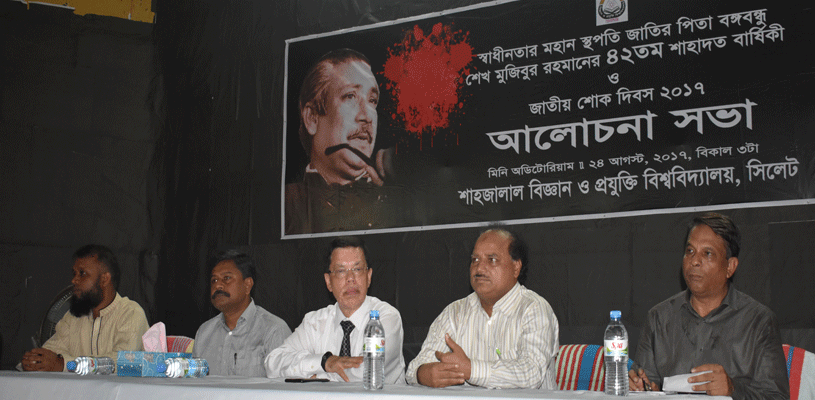 স্বাধীনতার মহান স্থপতি জাতির পিতা বঙ্গবন্ধু
শেখ মুজিবুর রহমানের ৪২তম শাহাদত বার্ষিকী
ও
জাতীয় শোক দিবস ২০১৭
আলোচনা সভা
মিনি অডিটোরিয়াম ॥ ২৪ আগস্ট, ২০১৭, বিকাল ৩টা
শাহজালাল বিজ্ঞান ও প্রযুক্তি বিশ্ববিদ্যালয়, সিলেট